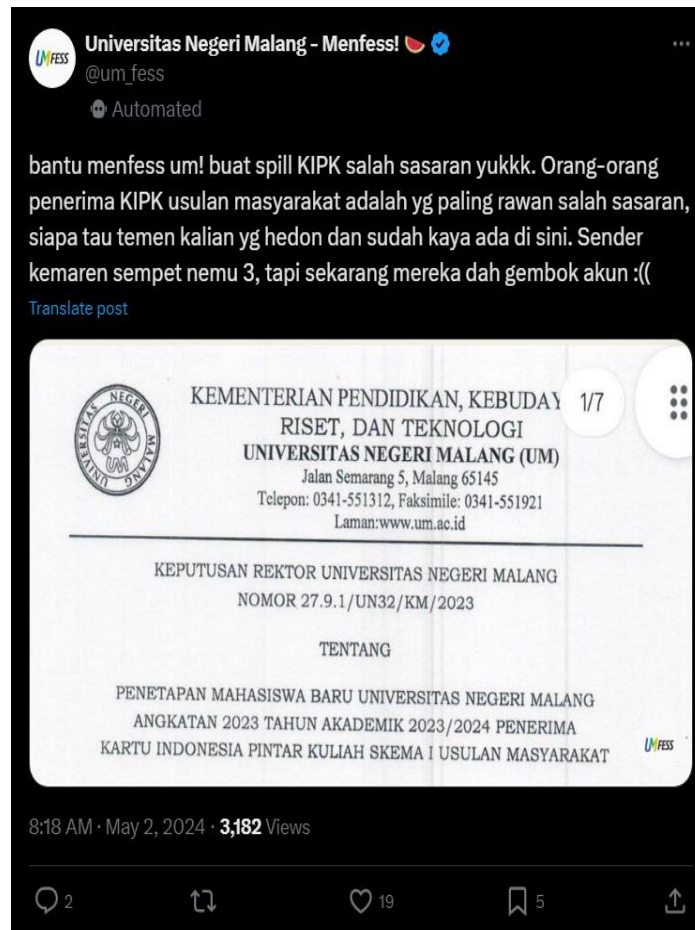 UMFESS
Universitas Negeri Malang - Menfess! 🍉
@um_fess
Automated
bantu menfess um! buat spill KIPK salah sasaran yukkk. Orang-orang
penerima KIPK usulan masyarakat adalah yg paling rawan salah sasaran,
siapa tau temen kalian yg hedon dan sudah kaya ada di sini. Sender
kemaren sempet nemu 3, tapi sekarang mereka dah gembok akun :((
Translate post
UNIVERSITAS NEGERI MALANG
UM
KEMENTERIAN PENDIDIKAN, KEBUDAY
1/7
RISET, DAN TEKNOLOGI
UNIVERSITAS NEGERI MALANG (UM)
Jalan Semarang 5, Malang 65145
Telepon: 0341-551312, Faksimile: 0341-551921
Laman:www.um.ac.id
KEPUTUSAN REKTOR UNIVERSITAS NEGERI MALANG
NOMOR 27.9.1/UN32/KM/2023
TENTANG
PENETAPAN MAHASISWA BARU UNIVERSITAS NEGERI MALANG
ANGKATAN 2023 TAHUN AKADEMIK 2023/2024 PENERIMA
KARTU INDONESIA PINTAR KULIAH SKEMA I USULAN MASYARAKAT
UMFESS
8:18 AM · May 2, 2024 · 3,182 Views
2
19
5